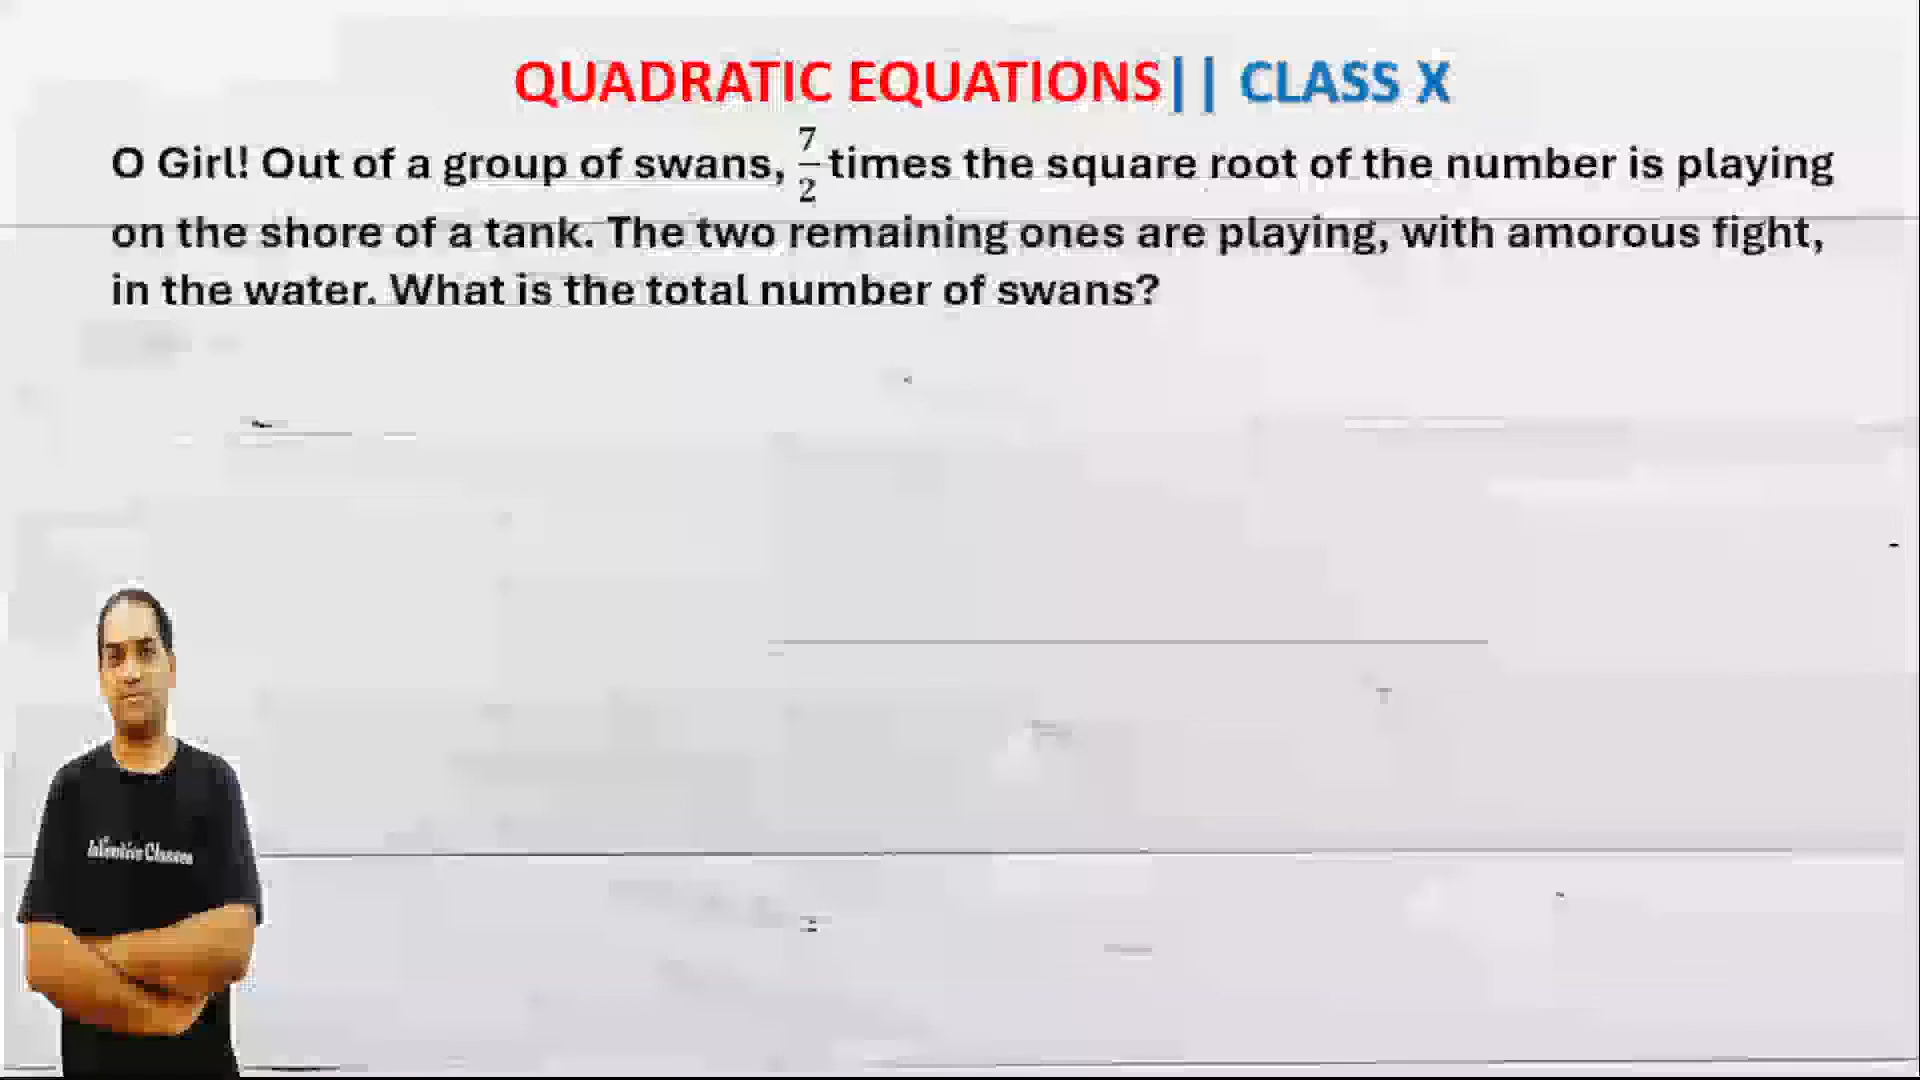 QUADRATIC EQUATIONS|| CLASS X
O Girl! Out of a group of swans, 7/2 times the square root of the number is playing
on the shore of a tank. The two remaining ones are playing, with amorous fight,
in the water. What is the total number of swans?
Classes